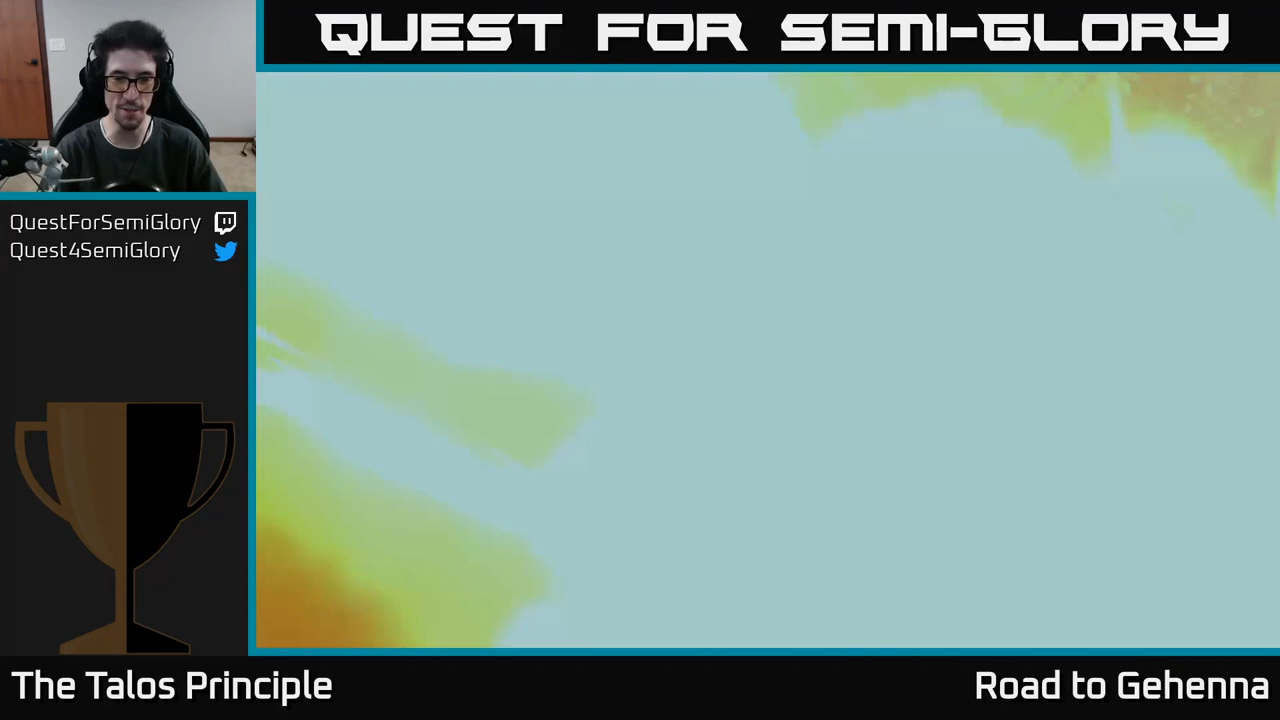 QUEST FOR SEMI-GLORY
QuestForSemiGlory
Quest4SemiGlory
The Talos Principle
Road to Gehenna